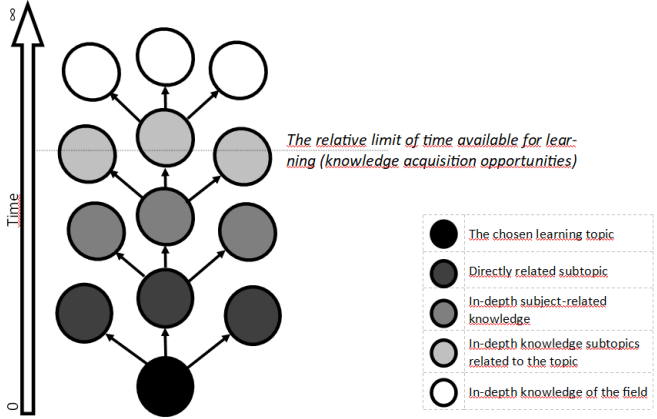 ∞
The relative limit of time available for lear-
ning (knowledge acquisition opportunities)
Time
0
The chosen learning topic
Directly related subtopic
In-depth subject-related
knowledge
In-depth knowledge subtopics
related to the topic
In-depth knowledge of the field